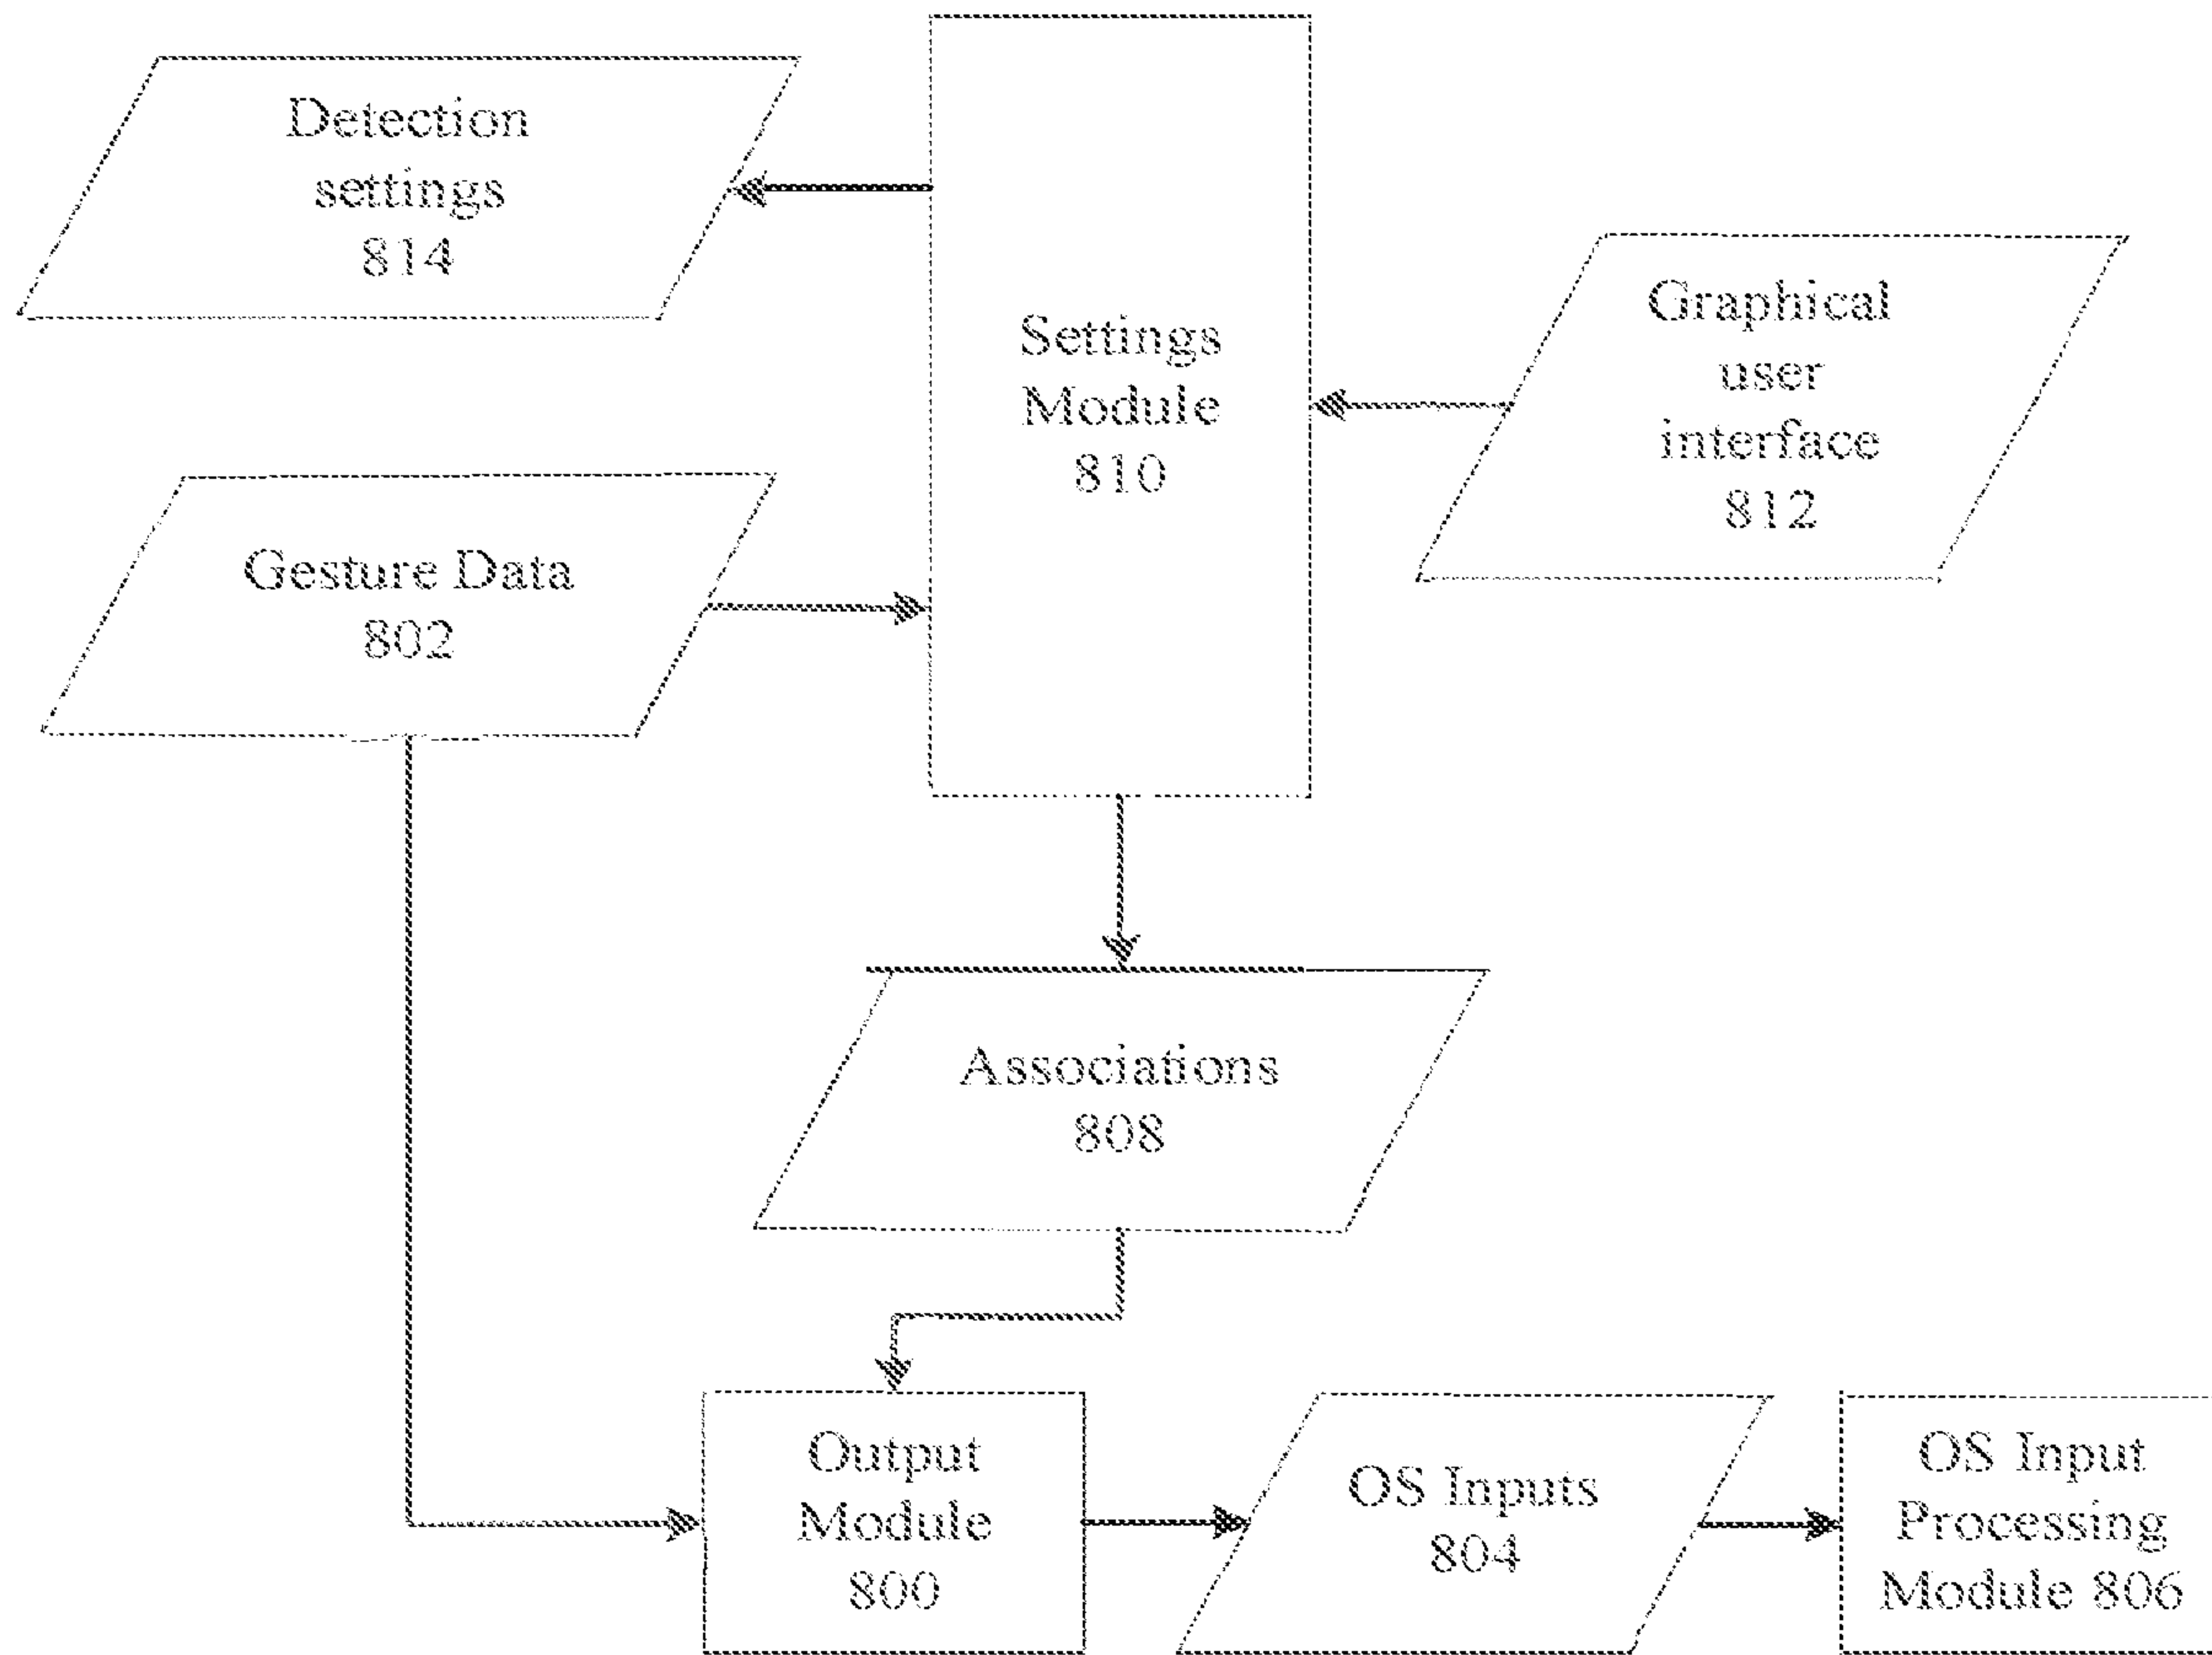 Detection
settings
814
Settings
Module
810
Graphical
user
interface
812
Gesture Data
802
Associations
808
Output
Module
800
OS Inputs
804
OS Input
Processing
Module 806